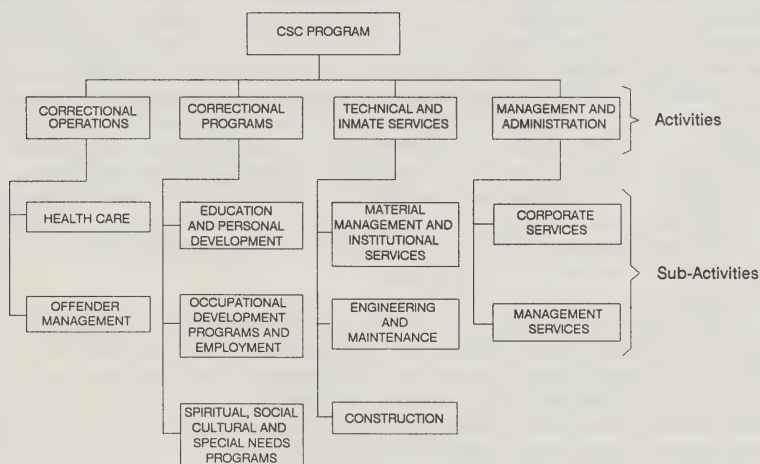 CSC PROGRAM
CORRECTIONAL
OPERATIONS
CORRECTIONAL
PROGRAMS
TECHNICAL AND
INMATE SERVICES
MANAGEMENT AND
ADMINISTRATION
Activities
HEALTH CARE
OFFENDER
MANAGEMENT
EDUCATION
AND PERSONAL
DEVELOPMENT
OCCUPATIONAL
DEVELOPMENT
PROGRAMS AND
EMPLOYMENT
SPIRITUAL, SOCIAL
CULTURAL AND
SPECIAL NEEDS
PROGRAMS
MATERIAL
MANAGEMENT AND
INSTITUTIONAL
SERVICES
ENGINEERING
AND
MAINTENANCE
CONSTRUCTION
CORPORATE
SERVICES
MANAGEMENT
SERVICES
Sub-Activities